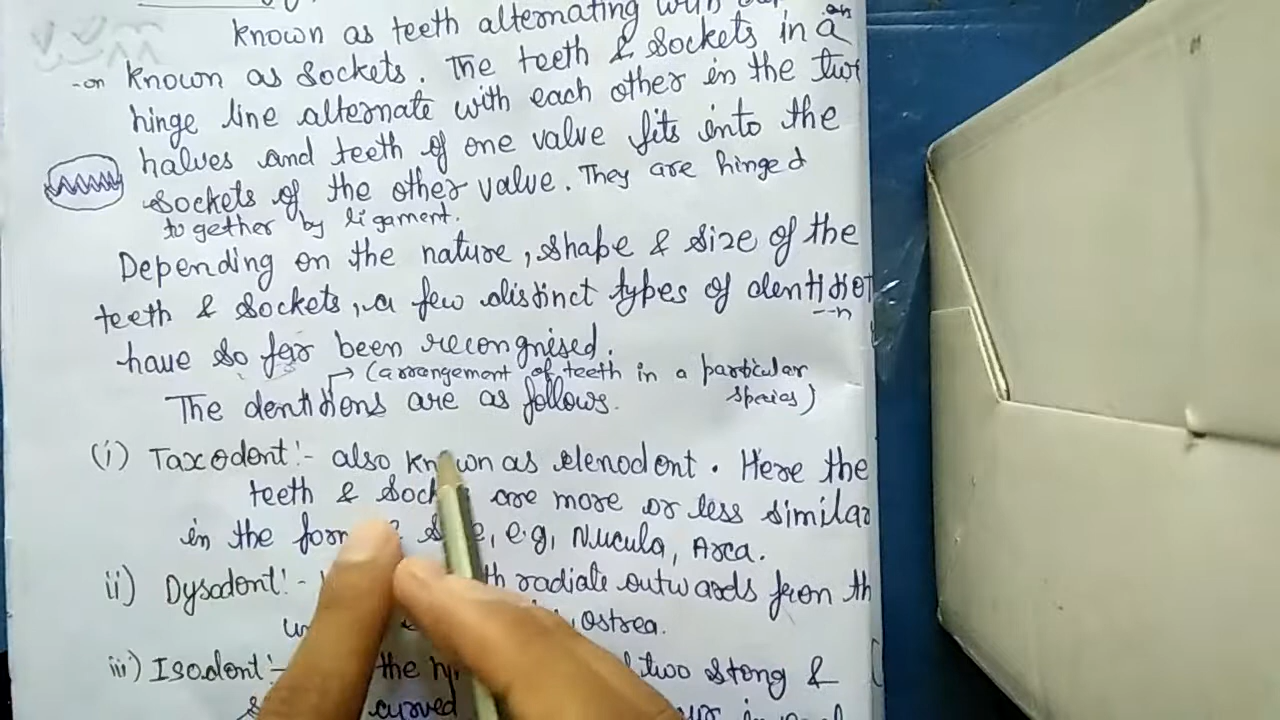 known as teeth alternating with
an
-on known as sockets. The teeth & sockets in a
hinge line alternate with each other in the two
halves and teeth of one valve fits into the
sockets of the other valve. They are hinged
together by ligament.
Depending on the nature, shape & size of the
teeth & sockets, a few distinct types of dentitio
--n
have so far been recongnised.
→ (arrangement of teeth in a particular
species)
The dentitions are as follows.
(i) Taxodont:- also known as elenodont. Here the
teeth & are more or less similar
in the e.g, Nucula, Arca.
ii) Dysodont:- radiate outwards from th
ostrea.
iii) Isodont:- the two stong &
curved